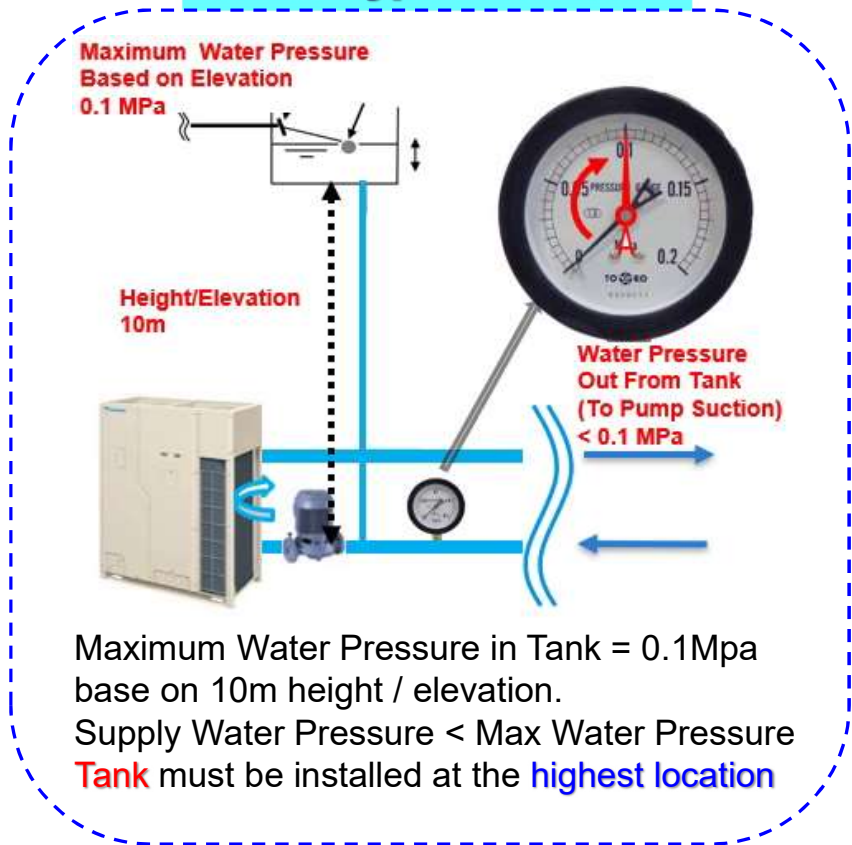 Maximum Water Pressure
Based on Elevation
0.1 MPa
0.1
0.05
PRESSURE
0.15
0
0.2
Height/Elevation
10m
Water Pressure
Out From Tank
(To Pump Suction)
< 0.1 MPa
Maximum Water Pressure in Tank = 0.1Mpa
base on 10m height / elevation.
Supply Water Pressure < Max Water Pressure
Tank must be installed at the highest location